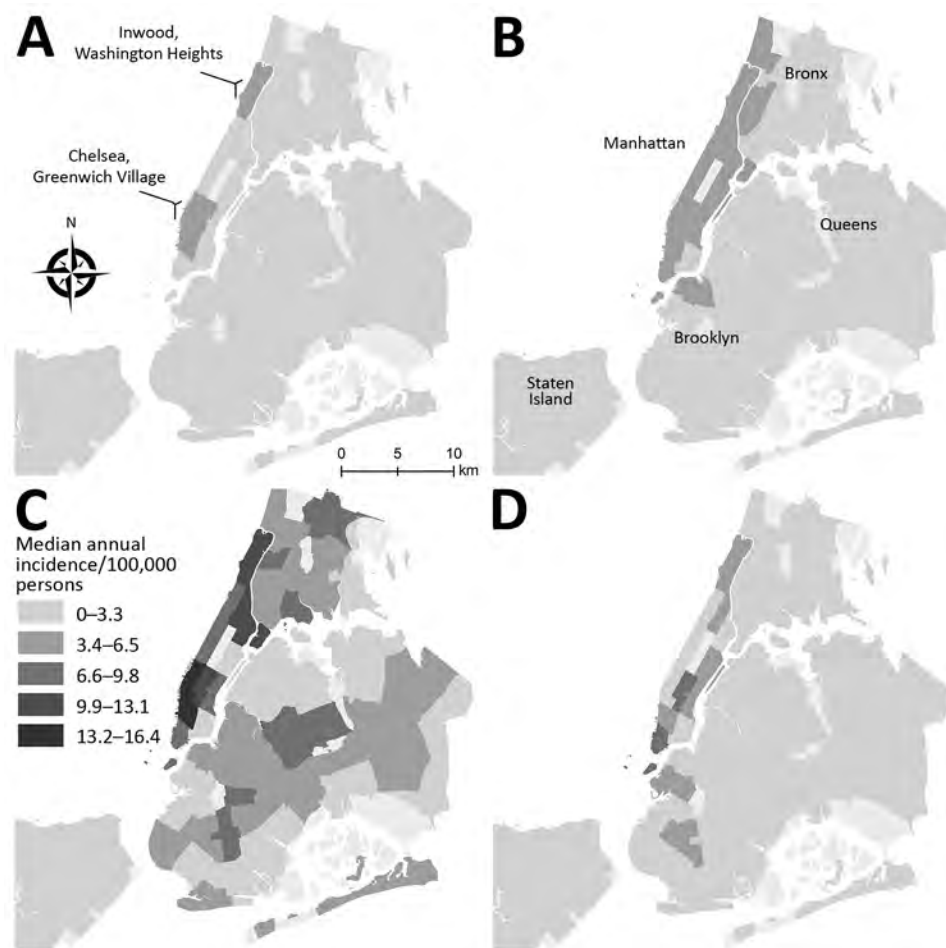 A
Inwood,
Washington Heights
Chelsea,
Greenwich Village
N
0 5 10
km
B
Bronx
Manhattan
Queens
Brooklyn
Staten
Island
C
Median annual
incidence/100,000
persons
0–3.3
3.4–6.5
6.6–9.8
9.9–13.1
13.2–16.4
D